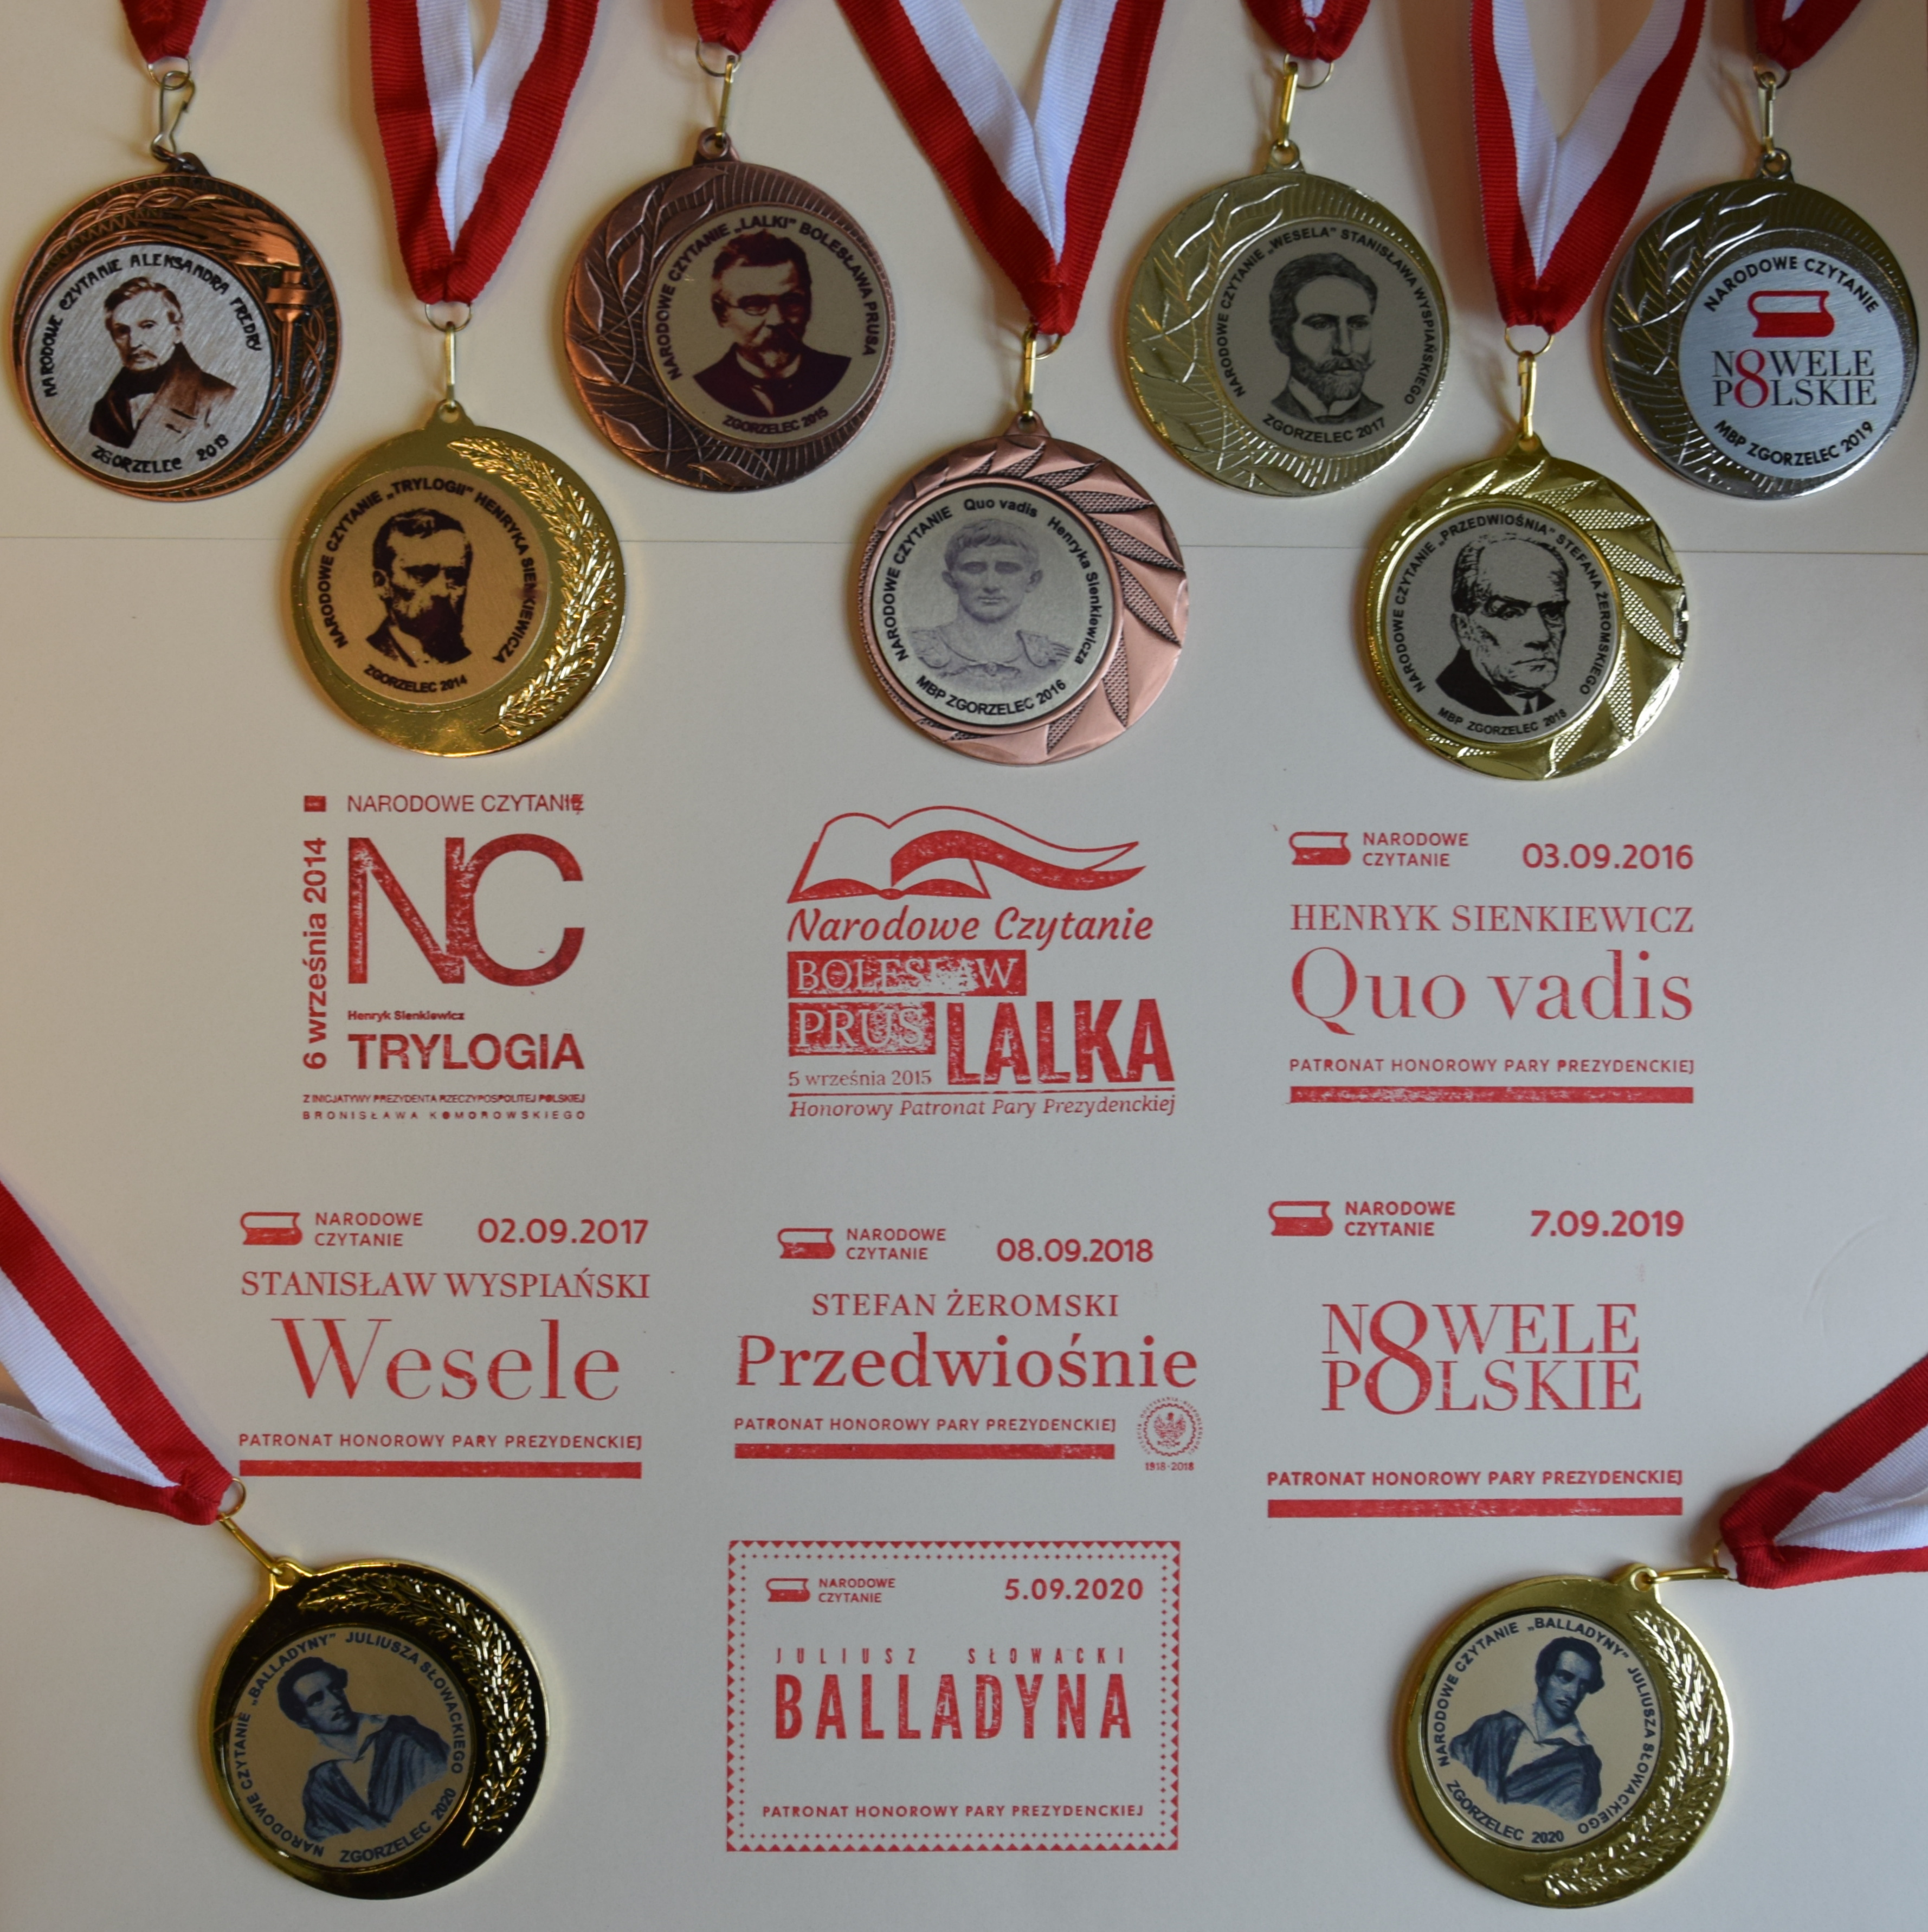 NARODOWE CZYTANIE ALEKSANDRA FREDRY
ZGORZELEC 2013
NARODOWE CZYTANIE „TRYLOGII" HENRYKA SIENKIEWICZA
ZGORZELEC 2014
NARODOWE CZYTANIE „LALKI" BOLESŁAWA PRUSA
ZGORZELEC 2015
NARODOWE CZYTANIE Quo vadis Henryka Sienkiewicza
MBP ZGORZELEC 2016
NARODOWE CZYTANIE „WESELA" STANISŁAWA WYSPIAŃSKIEGO
ZGORZELEC 2017
NARODOWE CZYTANIE „PRZEDWIOŚNIA" STEFANA ŻEROMSKIEGO
MBP ZGORZELEC 2018
NARODOWE CZYTANIE
NOWELE
POLSKIE
MBP ZGORZELEC 2019
NARODOWE CZYTANIE
6 września 2014
NC
Henryk Sienkiewicz
TRYLOGIA
Z INICJATYWY PREZYDENTA RZECZYPOSPOLITEJ POLSKIEJ
BRONISŁAWA KOMOROWSKIEGO
Narodowe Czytanie
BOLESŁAW
PRUS LALKA
5 września 2015
Honorowy Patronat Pary Prezydenckiej
NARODOWE
CZYTANIE
03.09.2016
HENRYK SIENKIEWICZ
Quo vadis
PATRONAT HONOROWY PARY PREZYDENCKIEJ
NARODOWE
CZYTANIE
02.09.2017
STANISŁAW WYSPIAŃSKI
Wesele
PATRONAT HONOROWY PARY PREZYDENCKIEJ
NARODOWE
CZYTANIE
08.09.2018
STEFAN ŻEROMSKI
Przedwiośnie
PATRONAT HONOROWY PARY PREZYDENCKIEJ
1918-2018
NARODOWE
CZYTANIE
7.09.2019
NOWELE
POLSKIE
PATRONAT HONOROWY PARY PREZYDENCKIEJ
NARODOWE CZYTANIE „BALLADYNY" JULIUSZA SŁOWACKIEGO
ZGORZELEC 2020
NARODOWE
CZYTANIE
5.09.2020
JULIUSZ SŁOWACKI
BALLADYNA
PATRONAT HONOROWY PARY PREZYDENCKIEJ
NARODOWE CZYTANIE „BALLADYNY" JULIUSZA SŁOWACKIEGO
ZGORZELEC 2020